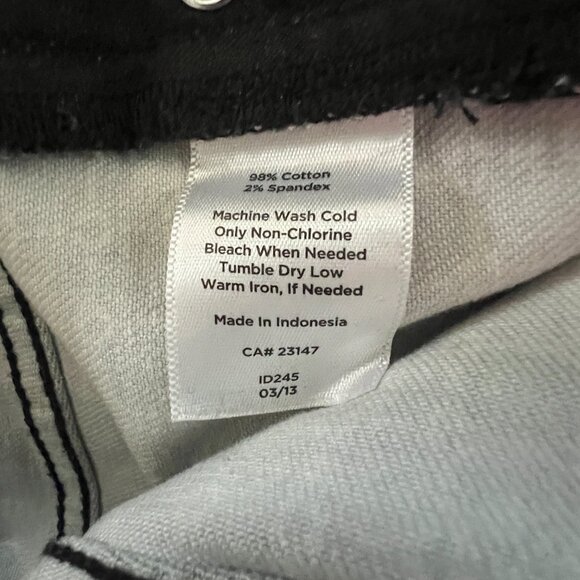 98% Cotton
2% Spandex
Machine Wash Cold
Only Non-Chlorine
Bleach When Needed
Tumble Dry Low
Warm Iron, If Needed
Made In Indonesia
CA# 23147
ID245
03/13